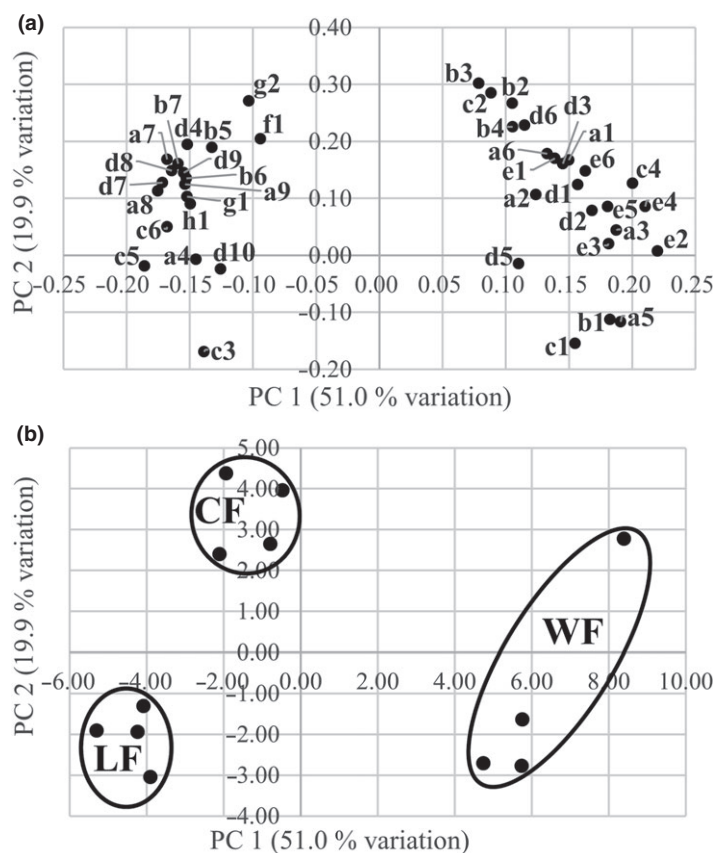 (a)
0.40
g2
b3
b2
b7
0.30
c2
d6
d3
a7
d4
b5
f1
b4
a1
d8
d9
0.20
a6
e6
c4
d7
b6
e1
a9
0.10
a2
d1
e4
a8
g1
e5
c6
h1
d2
a3
c5
a4
d10
0.00
d5
e3
e2
-0.25 -0.20 -0.15 -0.10 -0.05 0.00 0.05 0.10 0.15 0.20 0.25
-0.10
b1
a5
c3
c1
-0.20
PC 1 (51.0 % variation)
PC 2 (19.9 % variation)
(b)
5.00
4.00
CF
3.00
2.00
1.00
WF
0.00
-6.00 -4.00 -2.00 0.00 2.00 4.00 6.00 8.00 10.00
-1.00
LF
-2.00
-3.00
-4.00
PC 1 (51.0 % variation)
PC 2 (19.9 % variation)